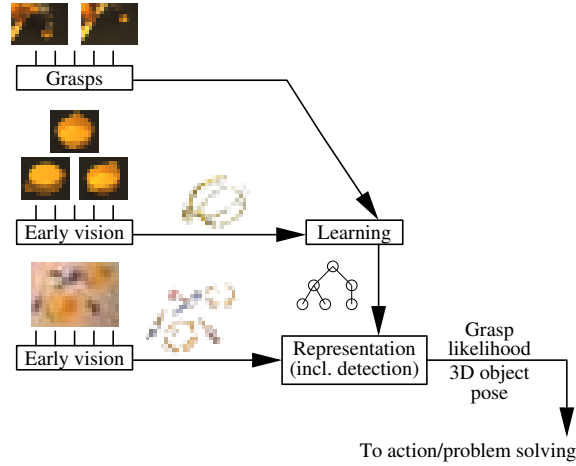 Grasps
Early vision
Learning
Early vision
Representation
(incl. detection)
Grasp
likelihood
3D object
pose
To action/problem solving